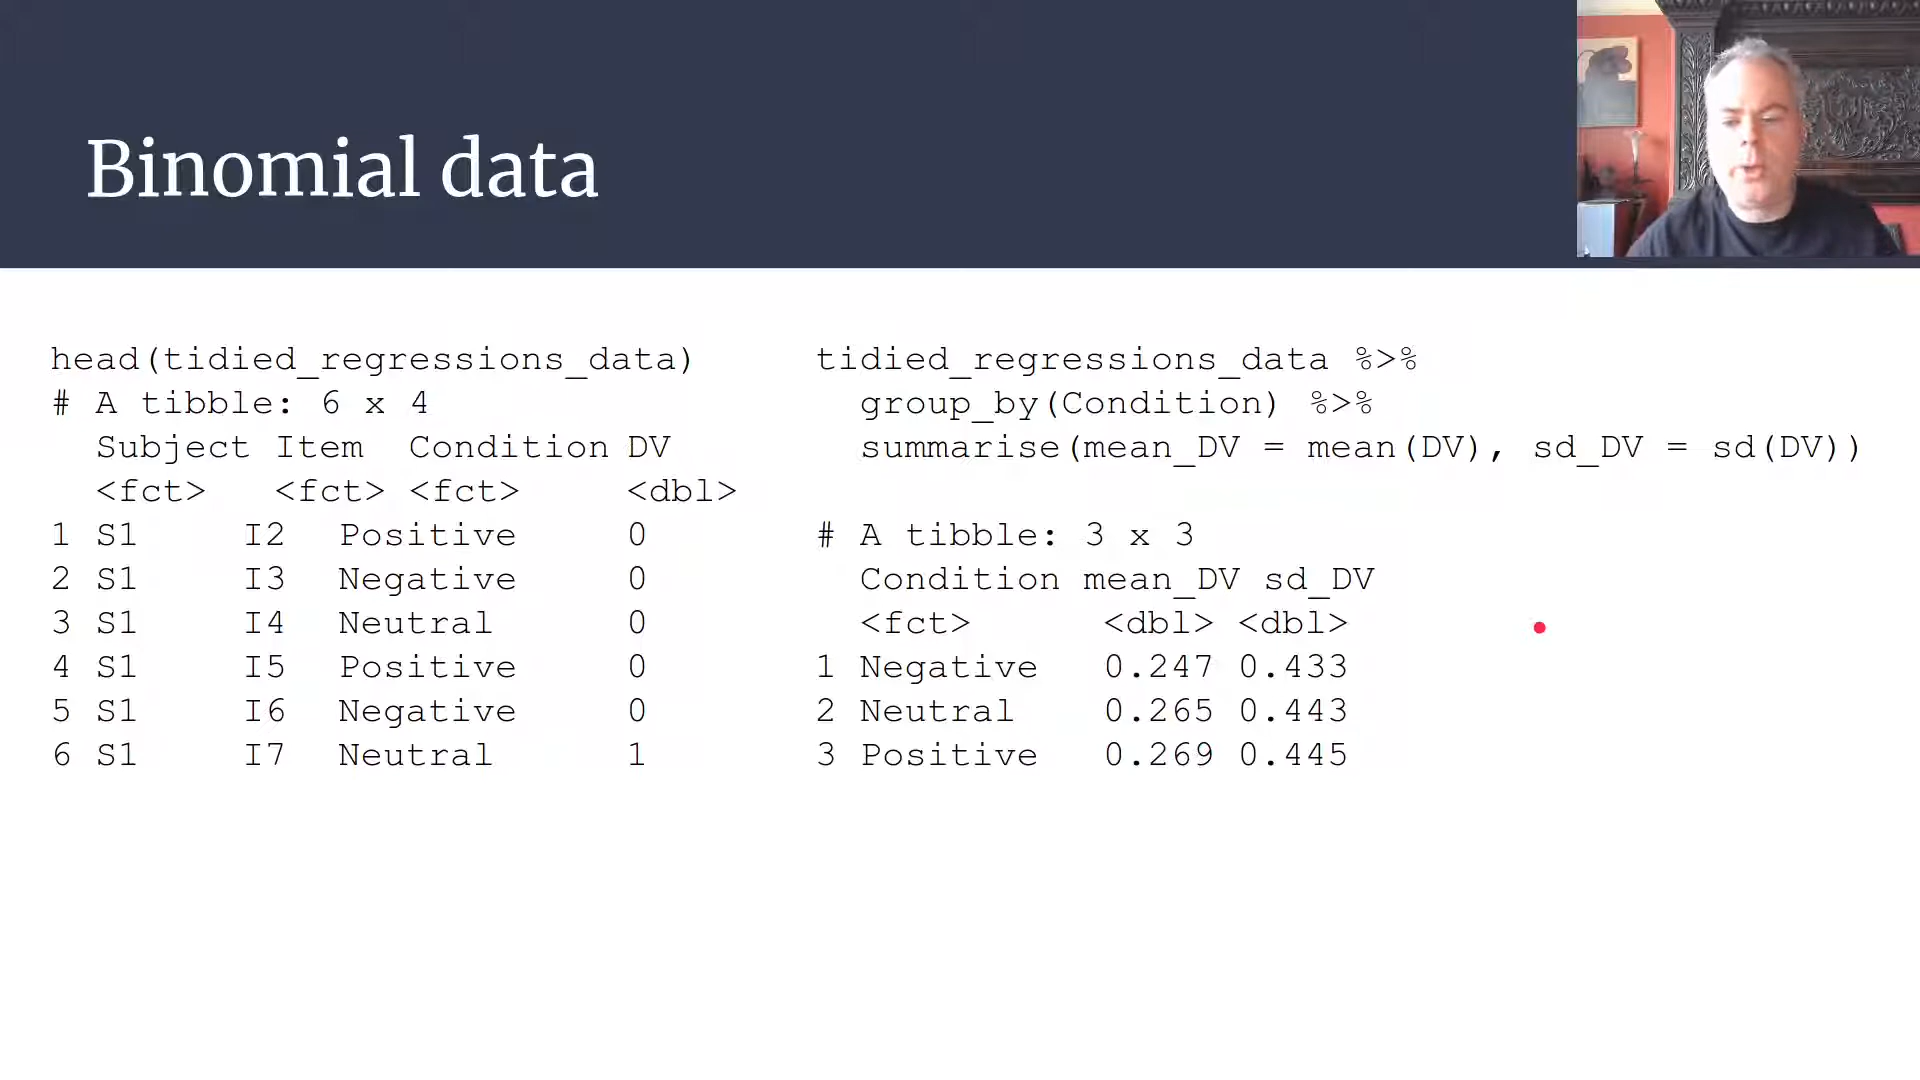 Binomial data
head(tidied_regressions_data)
# A tibble: 6 x 4
Subject Item Condition DV
<fct> <fct> <fct> <dbl>
1 S1 I2 Positive 0
2 S1 I3 Negative 0
3 S1 I4 Neutral 0
4 S1 I5 Positive 0
5 S1 I6 Negative 0
6 S1 I7 Neutral 1
tidied_regressions_data %>%
group_by(Condition) %>%
summarise(mean_DV = mean(DV), sd_DV = sd(DV))
# A tibble: 3 x 3
Condition mean_DV sd_DV
<fct> <dbl> <dbl>
1 Negative 0.247 0.433
2 Neutral 0.265 0.443
3 Positive 0.269 0.445